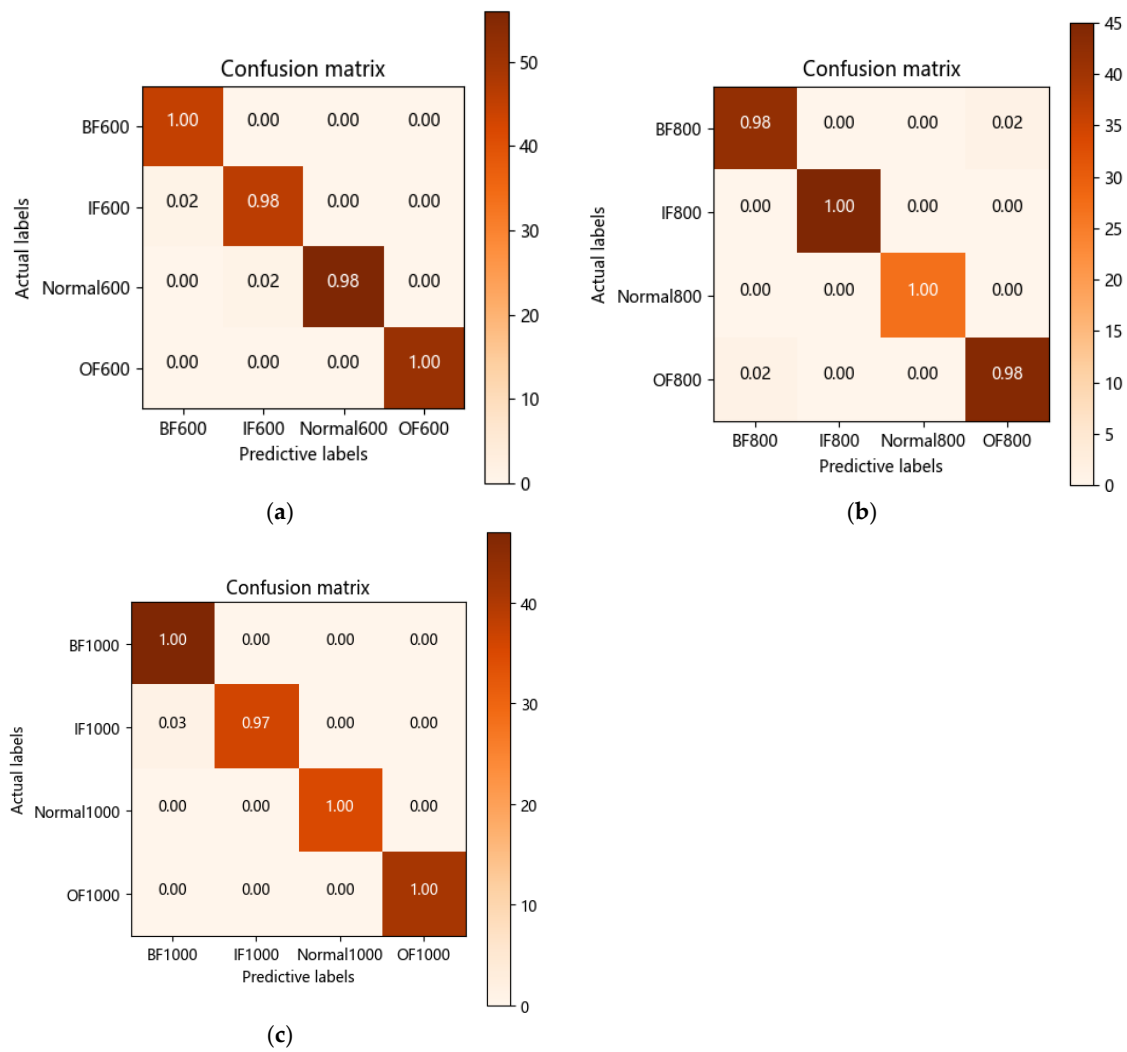 Confusion matrix
Actual labels
BF600 1.00 0.00 0.00 0.00
IF600 0.02 0.98 0.00 0.00
Normal600 0.00 0.02 0.98 0.00
OF600 0.00 0.00 0.00 1.00
BF600 IF600 Normal600 OF600
Predictive labels
50
40
30
20
10
0
(a)
Confusion matrix
Actual labels
BF800 0.98 0.00 0.00 0.02
IF800 0.00 1.00 0.00 0.00
Normal800 0.00 0.00 1.00 0.00
OF800 0.02 0.00 0.00 0.98
BF800 IF800 Normal800 OF800
Predictive labels
45
40
35
30
25
20
15
10
5
0
(b)
Confusion matrix
Actual labels
BF1000 1.00 0.00 0.00 0.00
IF1000 0.03 0.97 0.00 0.00
Normal1000 0.00 0.00 1.00 0.00
OF1000 0.00 0.00 0.00 1.00
BF1000 IF1000 Normal1000 OF1000
Predictive labels
40
30
20
10
0
(c)